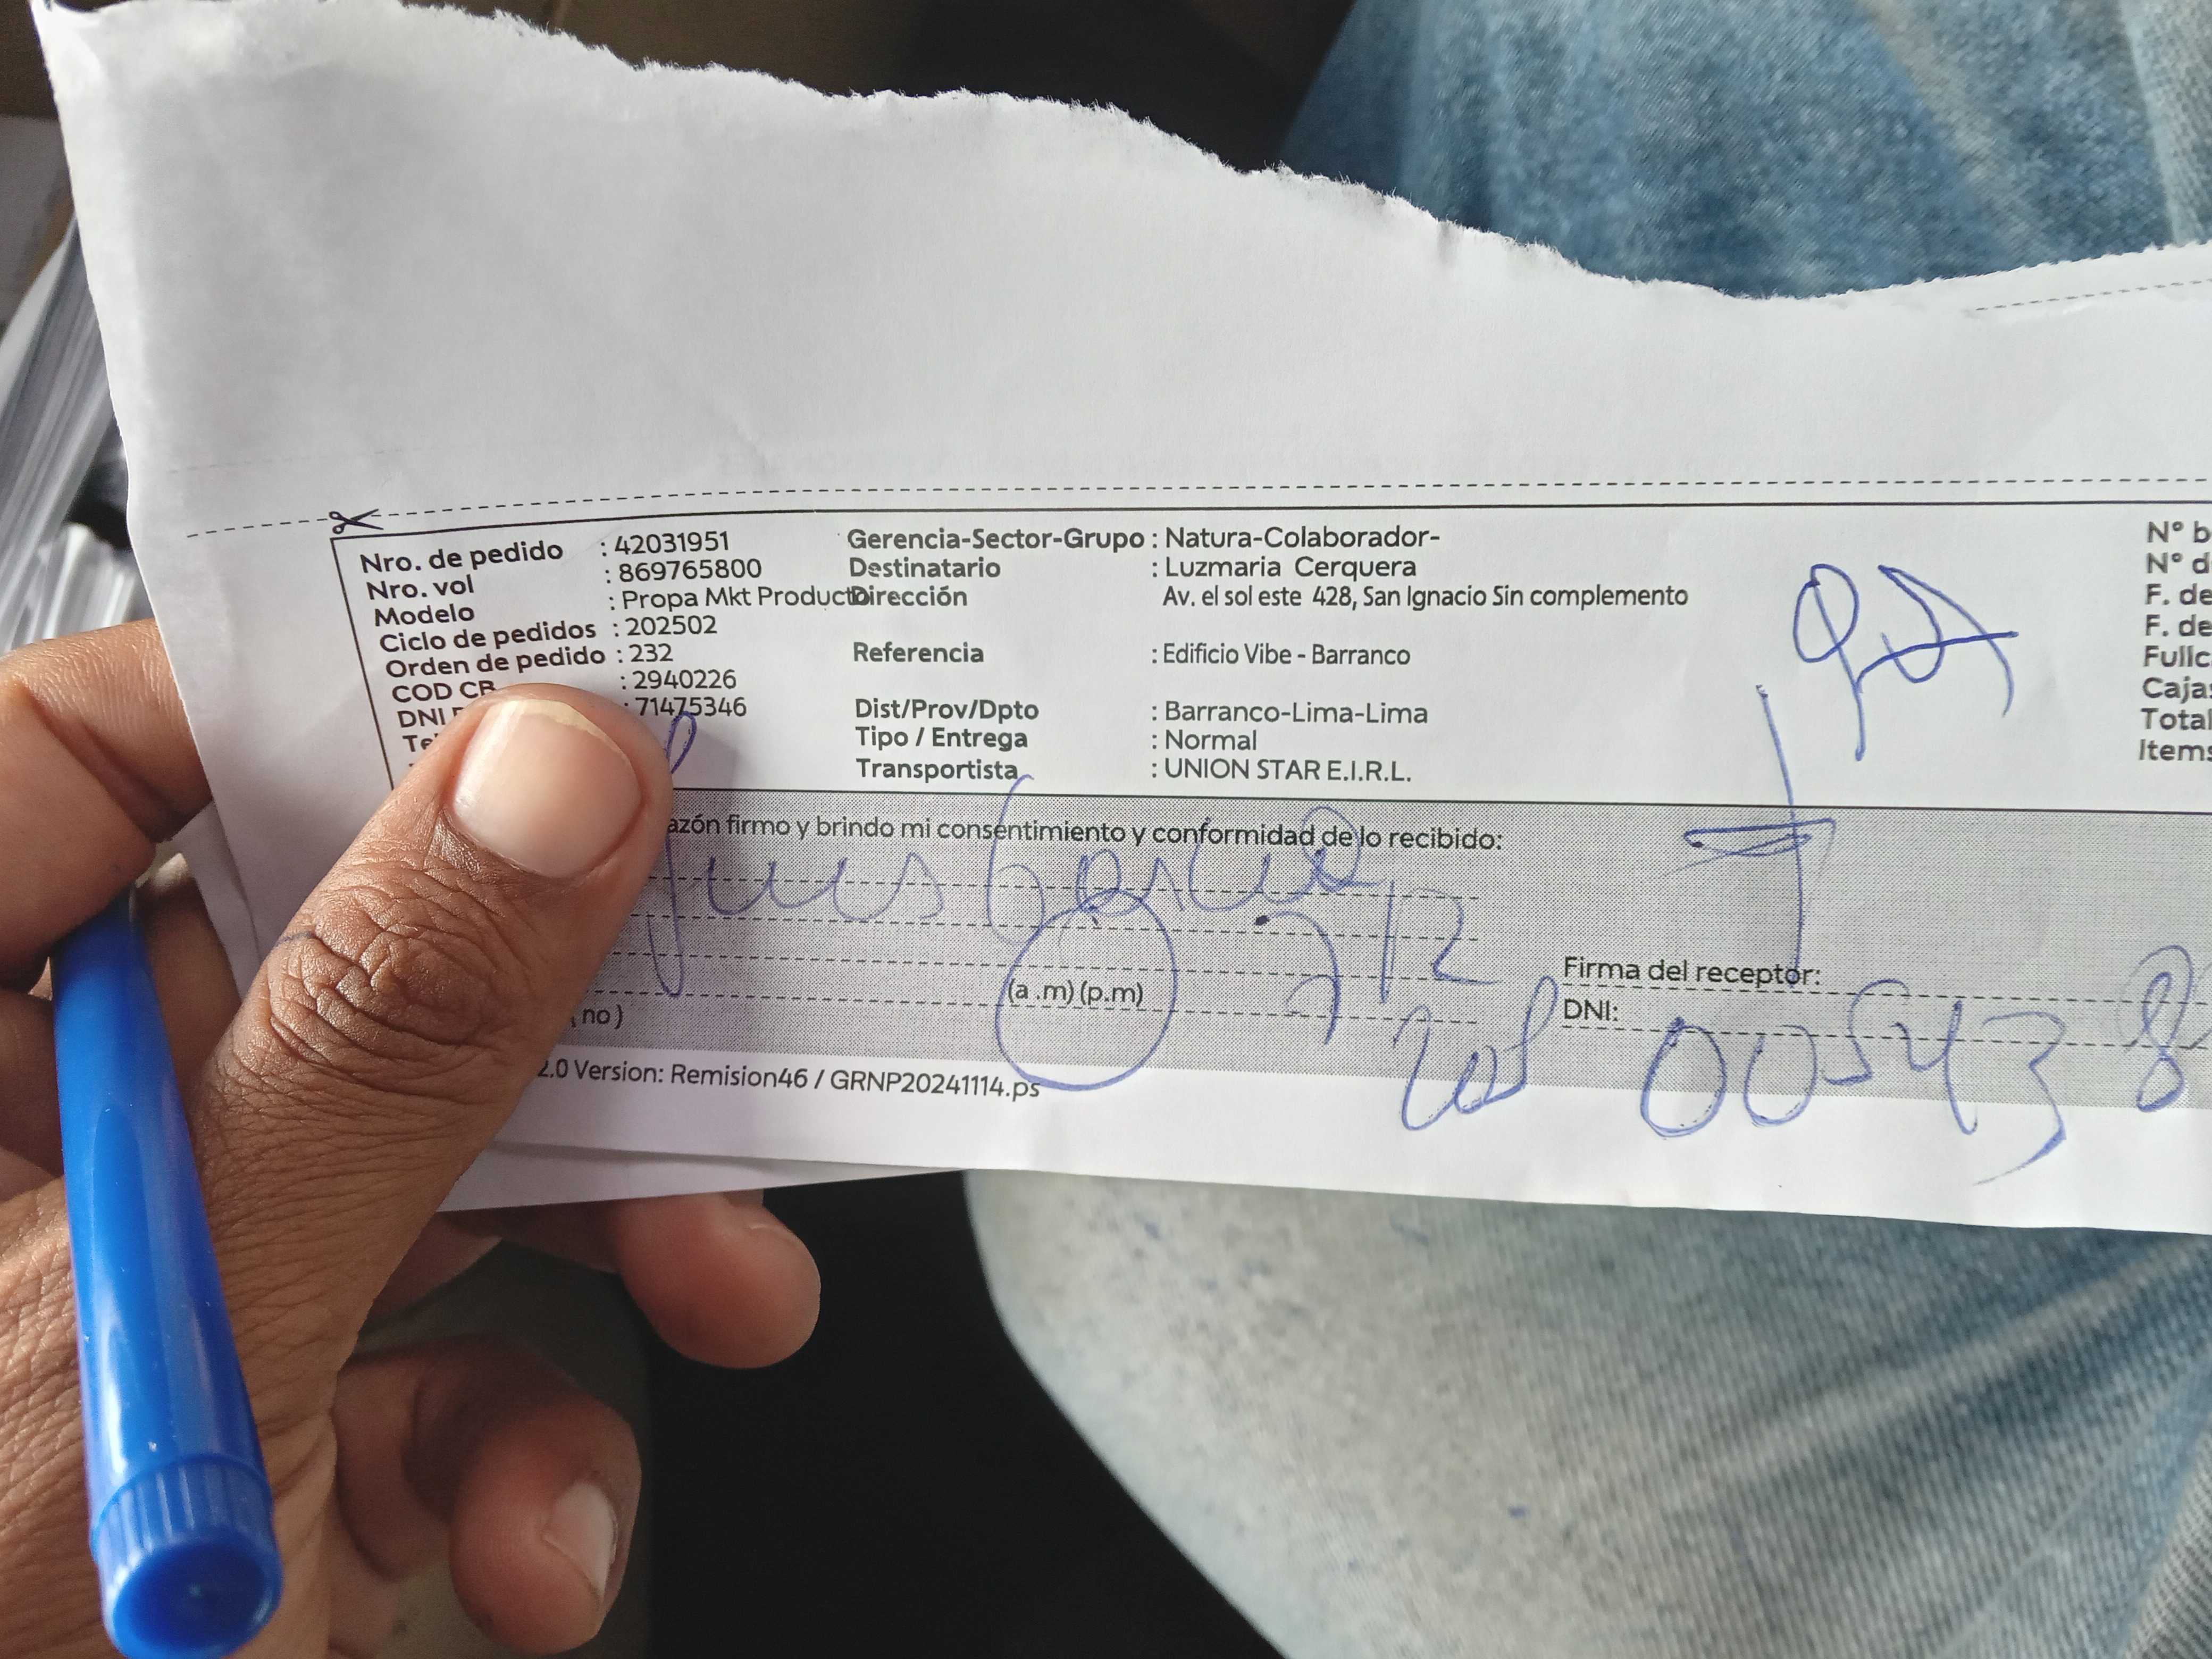 Nro. de pedido : 42031951
Nro. vol : 869765800
Modelo : Propa Mkt Producto
Ciclo de pedidos : 202502
Orden de pedido : 232
COD CB : 2940226
DNI : 71475346
Gerencia-Sector-Grupo : Natura-Colaborador-
Destinatario : Luzmaria Cerquera
Dirección Av. el sol este 428, San Ignacio Sin complemento
Referencia : Edificio Vibe - Barranco
Dist/Prov/Dpto : Barranco-Lima-Lima
Tipo / Entrega : Normal
Transportista : UNION STAR E.I.R.L.
Nº b
Nº d
F. de
F. de
Fullc
Cajas
Total
Items
azón firmo y brindo mi consentimiento y conformidad de lo recibido:
(a .m) (p.m)
no )
Firma del receptor:
DNI: 005438
2.0 Version: Remision46 / GRNP20241114.ps